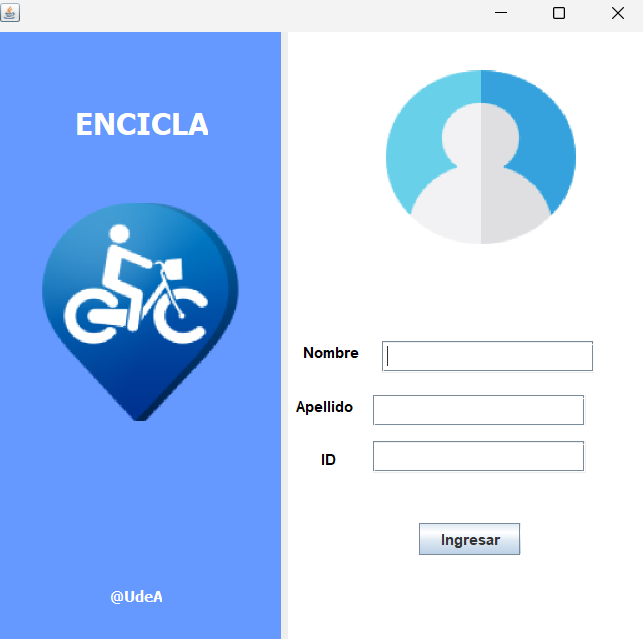 ENCICLA
@UdeA
Nombre
Apellido
ID
Ingresar